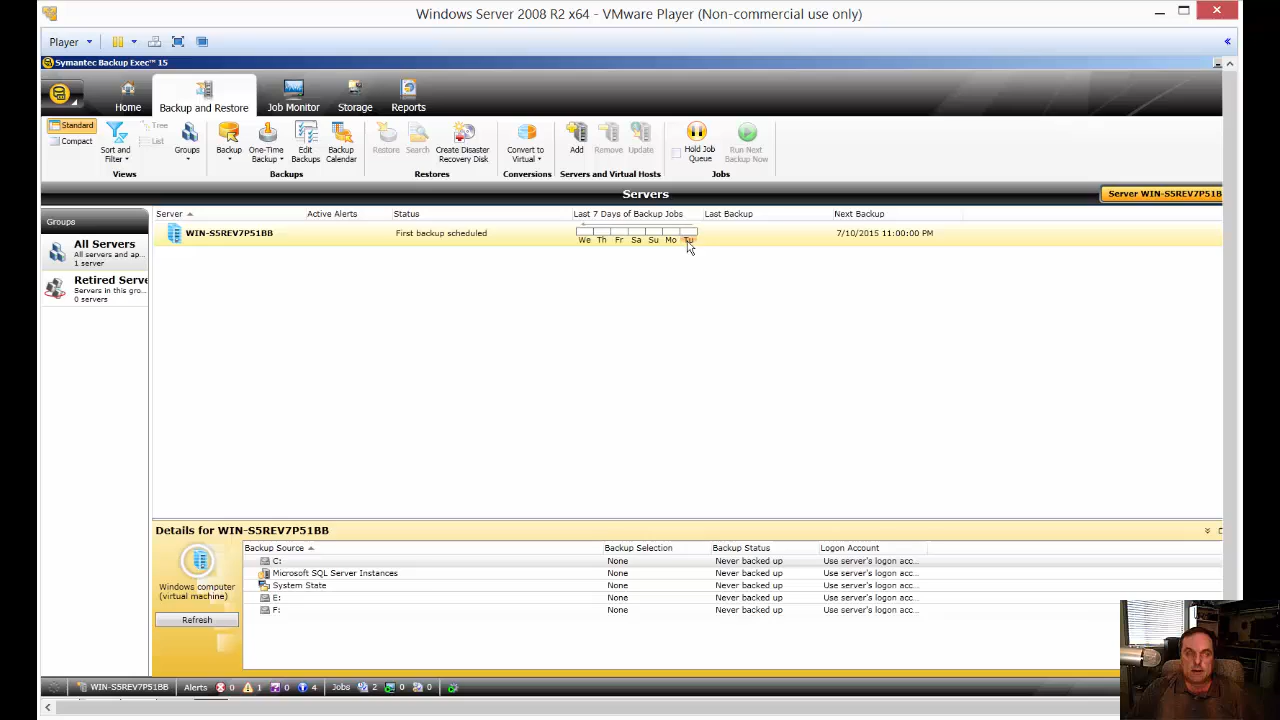 Windows Server 2008 R2 x64 - VMware Player (Non-commercial use only)
Player
Symantec Backup Exec™ 15
Home
Backup and Restore
Job Monitor
Storage
Reports
Standard
Compact
Sort and
Filter
Tree
List
Groups
Views
Backup
One-Time
Backup
Edit
Backups
Backup
Calendar
Backups
Restore
Search
Create Disaster
Recovery Disk
Restores
Convert to
Virtual
Conversions
Add
Remove
Update
Servers and Virtual Hosts
Hold Job
Queue
Run Next
Backup Now
Jobs
Servers
Server WIN-S5REV7P51B
Groups
All Servers
All servers and ap...
1 server
Retired Serve
Servers in this gro...
0 servers
Server Active Alerts Status Last 7 Days of Backup Jobs Last Backup Next Backup
WIN-S5REV7P51BB First backup scheduled 7/10/2015 11:00:00 PM
We Th Fr Sa Su Mo Tu
Details for WIN-S5REV7P51BB
Windows computer
(virtual machine)
Refresh
Backup Source Backup Selection Backup Status Logon Account
C: None Never backed up Use server's logon acc...
Microsoft SQL Server Instances None Never backed up Use server's logon acc...
System State None Never backed up Use server's logon acc...
E: None Never backed up Use server's logon acc...
F: None Never backed up Use server's logon acc...
WIN-S5REV7P51BB Alerts 0 1 0 4 Jobs 2 0 0